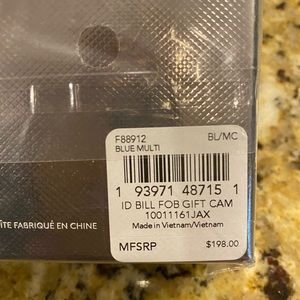 F88912 BL/MC
BLUE MULTI
1 93971 48715 1
ID BILL FOB GIFT CAM
10011161JAX
Made in Vietnam/Vietnam
MFSRP $198.00
ÎTE FABRIQUÉ EN CHINE